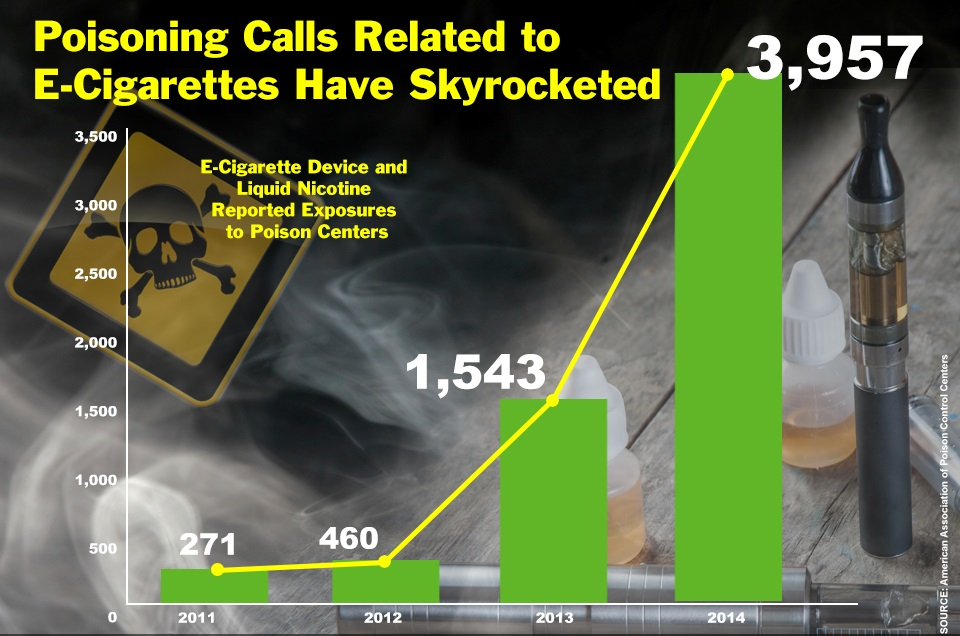 Poisoning Calls Related to
E-Cigarettes Have Skyrocketed
3,957
3,500
E-Cigarette Device and
Liquid Nicotine
Reported Exposures
to Poison Centers
3,000
2,500
2,000
1,543
1,500
1,000
271
460
500
0
2011
2012
2013
2014
SOURCE: American Association of Poison Control Centers